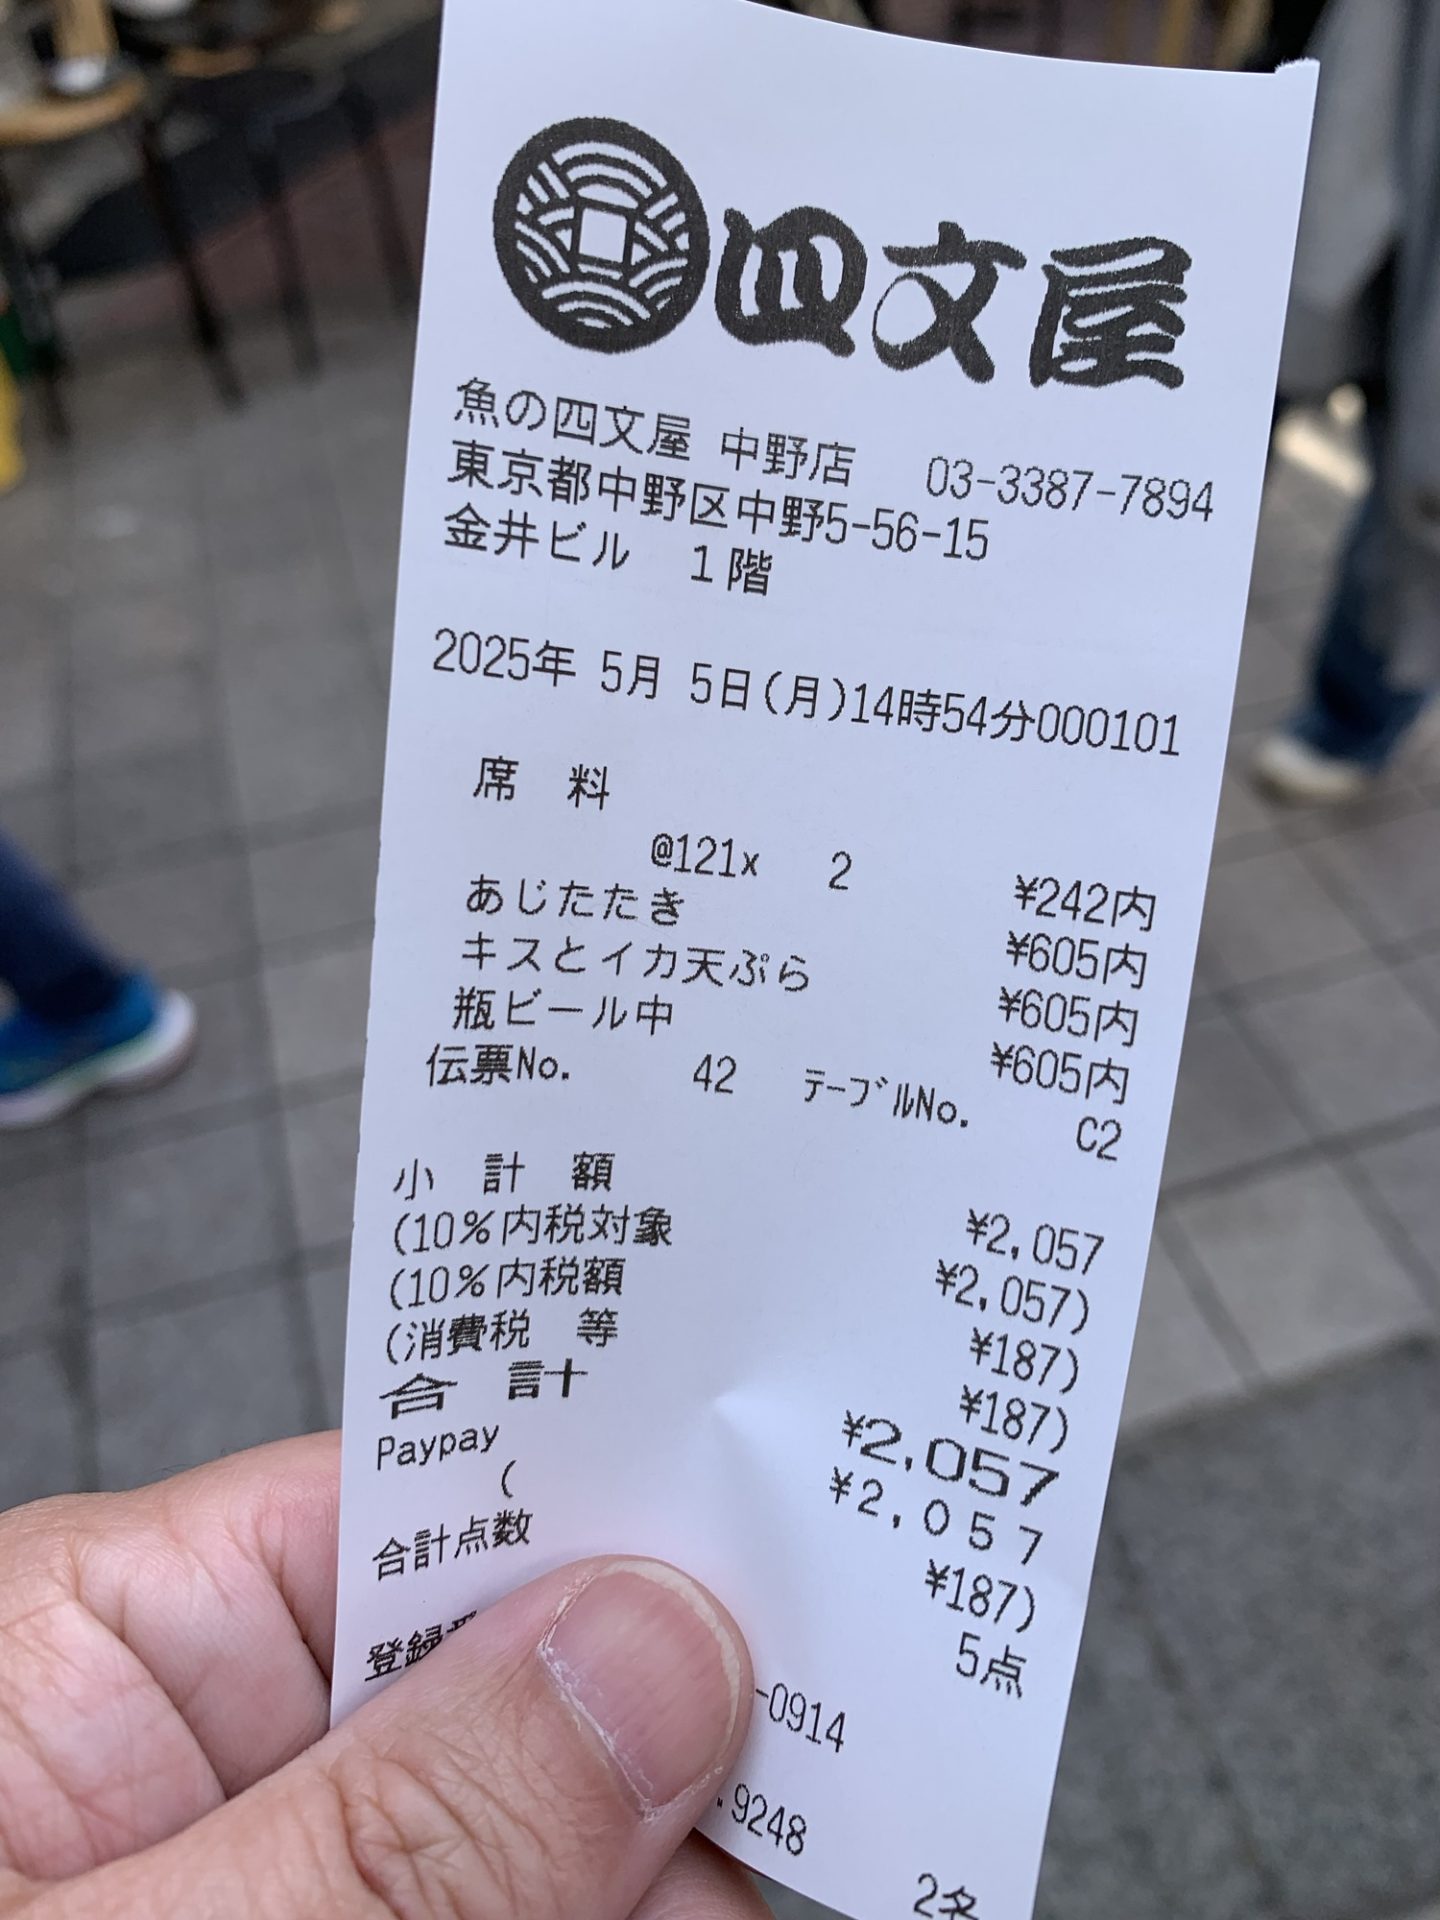 四文屋
魚の四文屋 中野店 03-3387-7894
東京都中野区中野5-56-15
金井ビル 1階
2025年 5月 5日(月)14時54分000101
席 料
@121x 2 ¥242内
あじたたき ¥605内
キスとイカ天ぷら ¥605内
瓶ビール中 ¥605内
伝票No. 42 ﾃｰﾌﾞﾙNo. C2
小 計 額 ¥2,057
(10%内税対象 ¥2,057)
(10%内税額 ¥187)
(消費税 等 ¥187)
合 計 ¥2,057
Paypay ¥2,057
( ¥187)
合計点数 5点
登録 -0914
.9248
2名